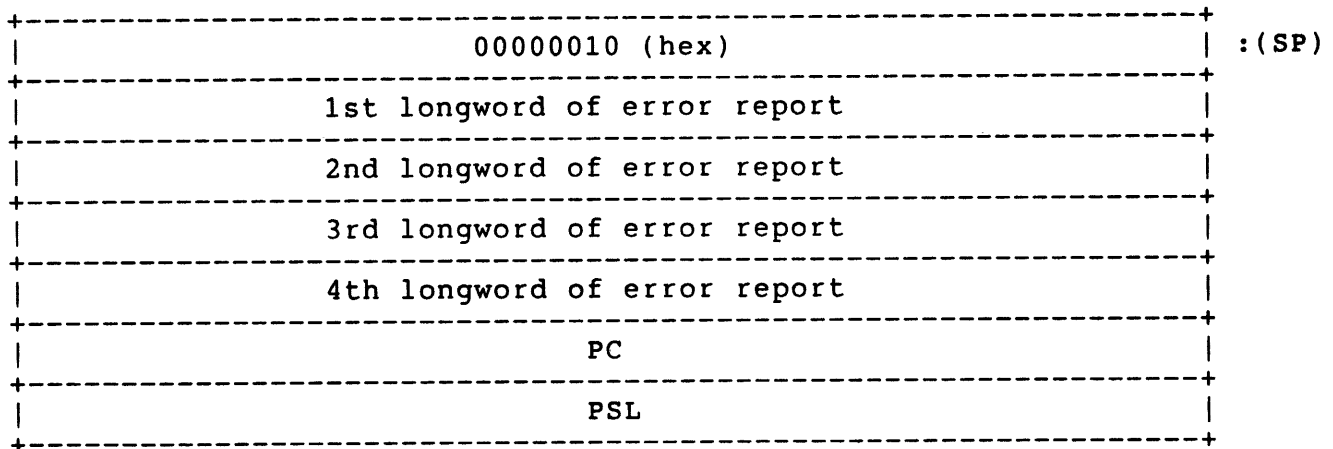 00000010 (hex) :(SP)
1st longword of error report
2nd longword of error report
3rd longword of error report
4th longword of error report
PC
PSL